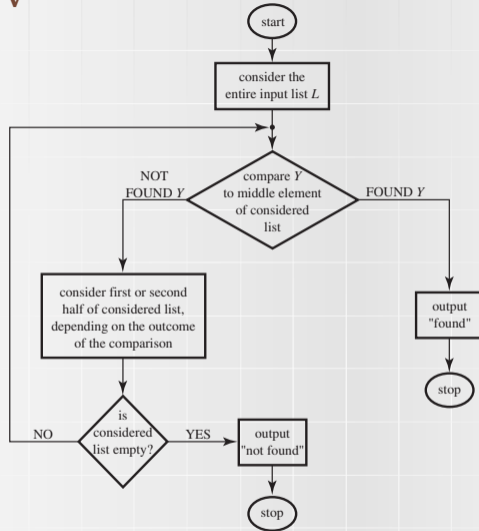 start
consider the
entire input list L
compare Y
to middle element
of considered
list
NOT
FOUND Y
FOUND Y
consider first or second
half of considered list,
depending on the outcome
of the comparison
output
"found"
stop
is
considered
list empty?
NO
YES
output
"not found"
stop